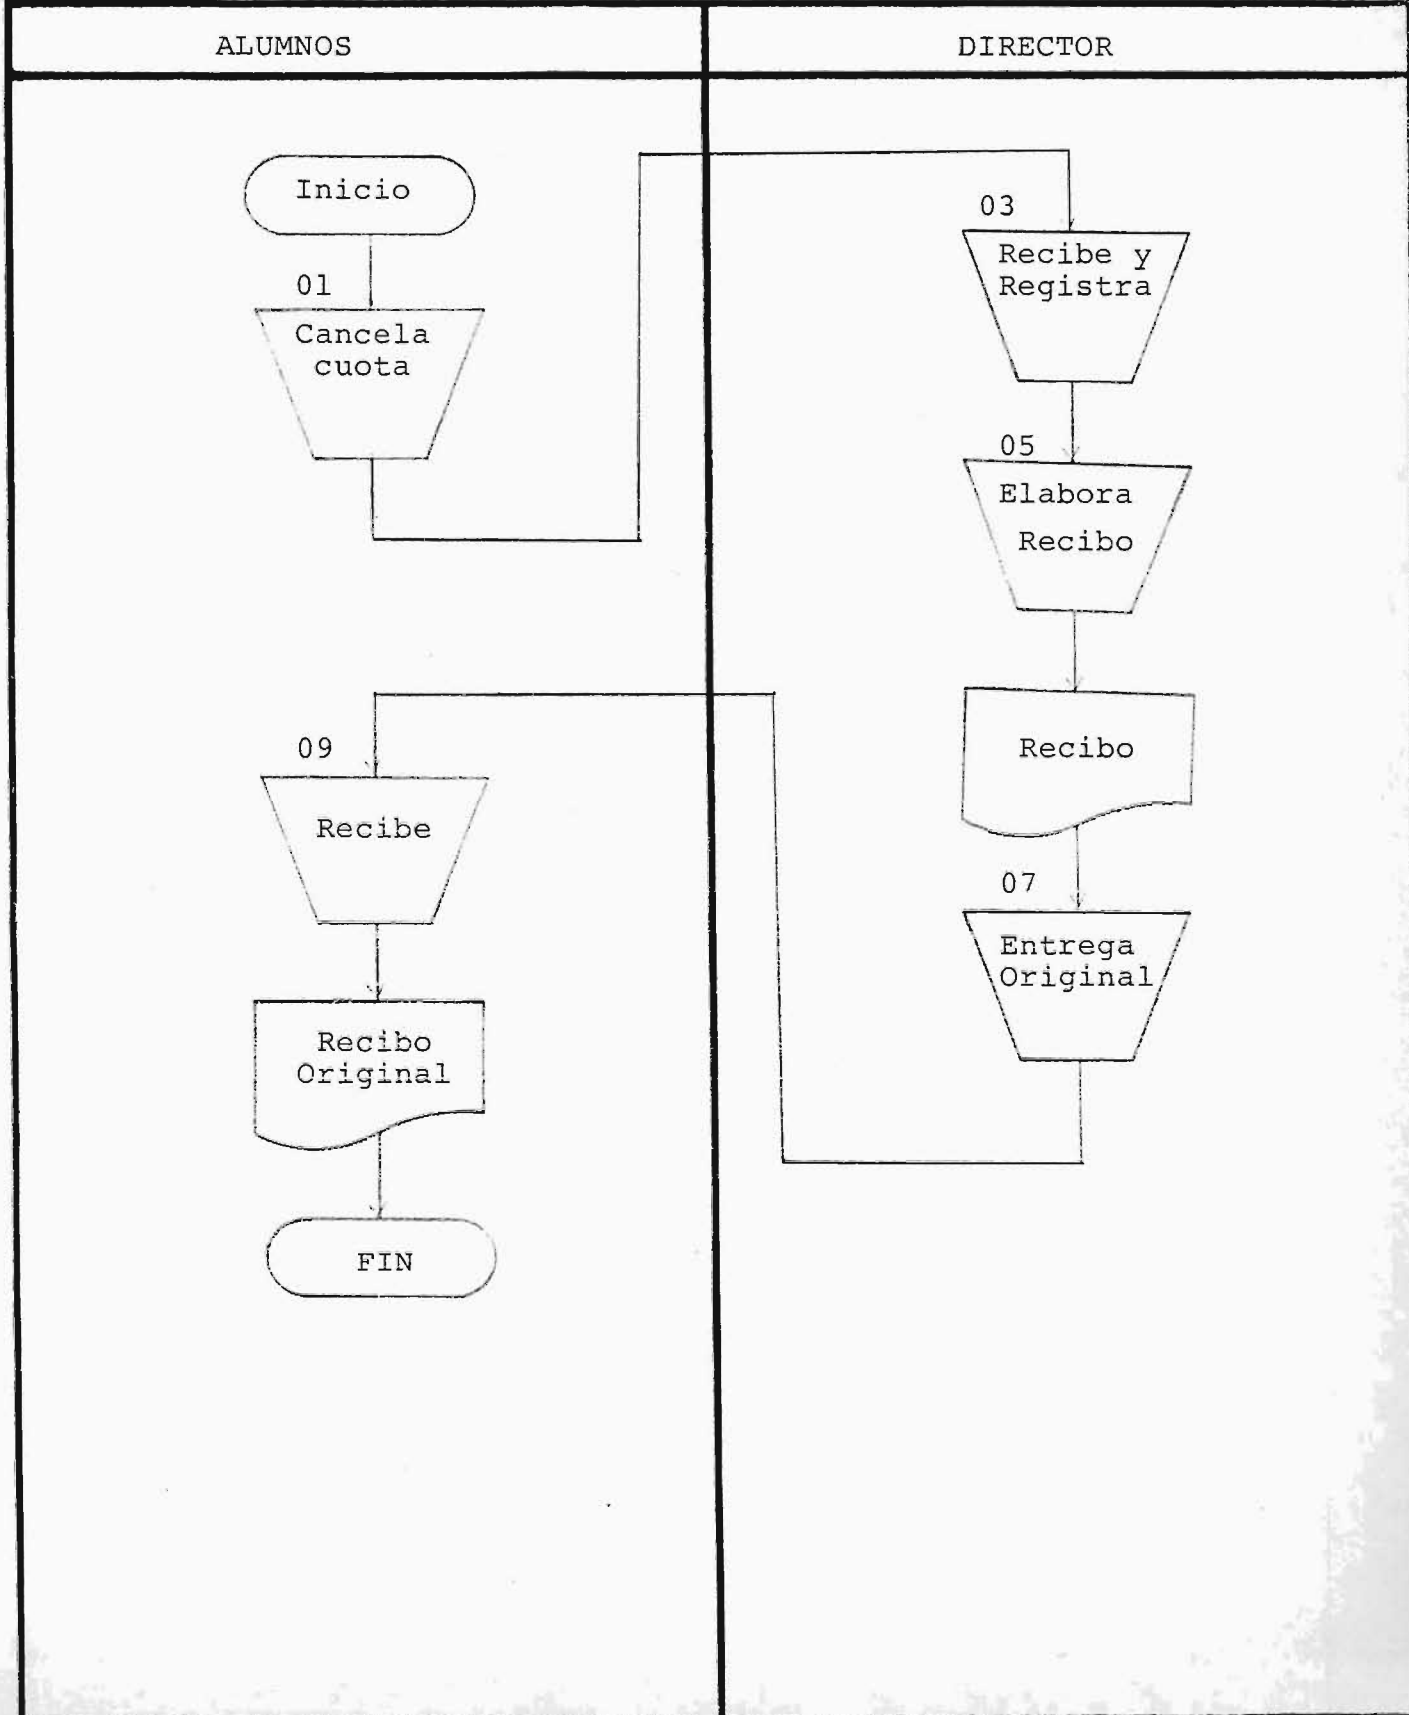 ALUMNOS
DIRECTOR
Inicio
01
Cancela
cuota
03
Recibe y
Registra
05
Elabora
Recibo
Recibo
07
Entrega
Original
09
Recibe
Recibo
Original
FIN